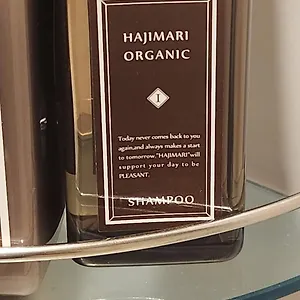 HAJIMARI
ORGANIC
1
Today never comes back to you
again,and always makes a start
to tomorrow."HAJIMARI"will
support your day to be
PLEASANT.
SHAMPOO